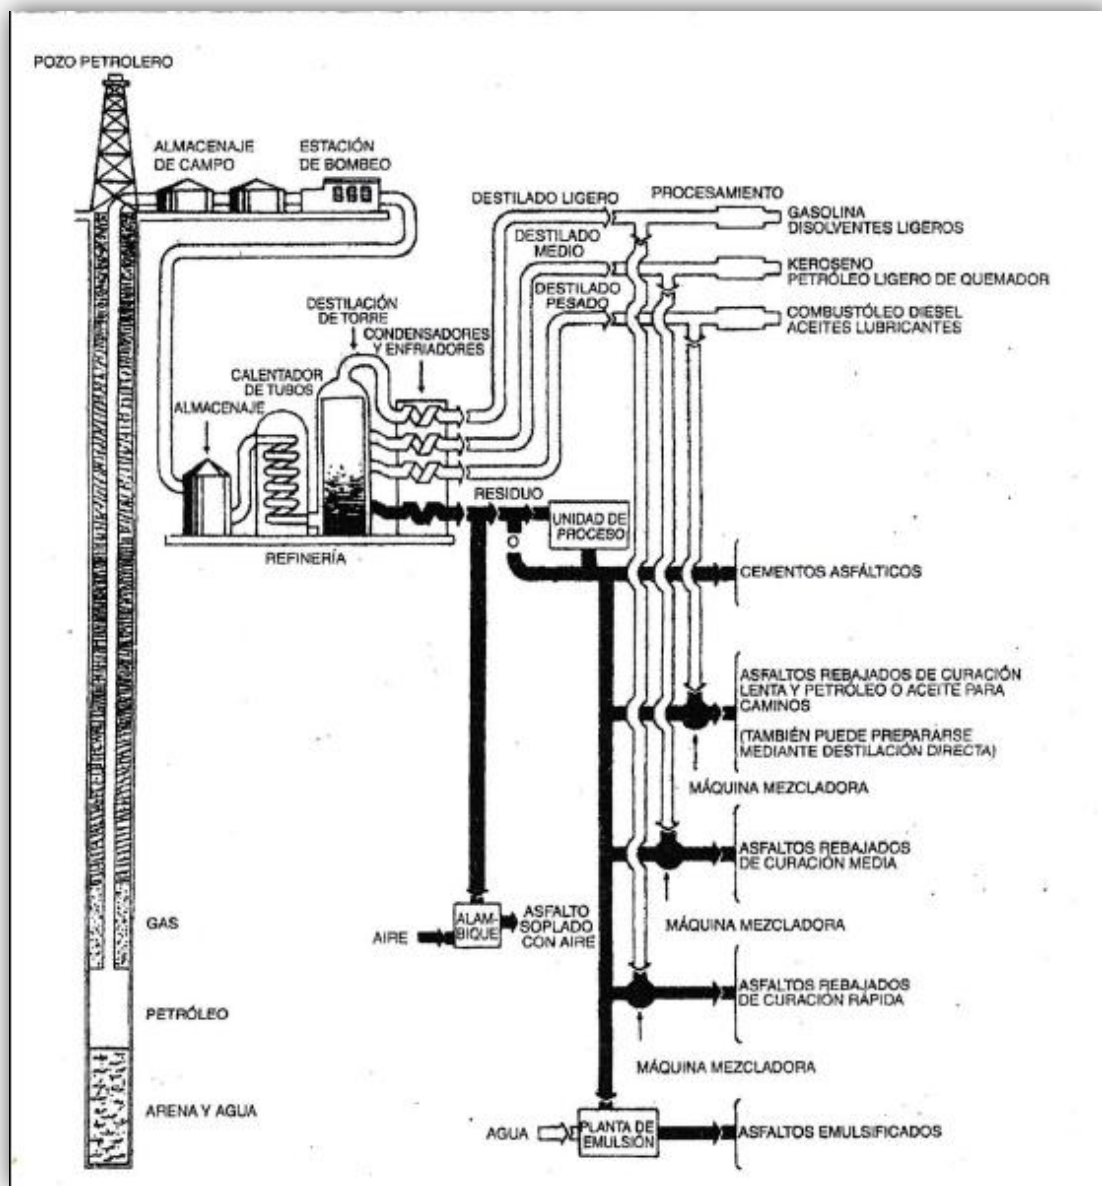 POZO PETROLERO
ALMACENAJE
DE CAMPO
ESTACIÓN
DE BOMBEO
DESTILADO LIGERO
PROCESAMIENTO
GASOLINA
DISOLVENTES LIGEROS
DESTILADO
MEDIO
KEROSENO
PETRÓLEO LIGERO DE QUEMADOR
DESTILADO
PESADO
COMBUSTÓLEO DIESEL
ACEITES LUBRICANTES
DESTILACIÓN
DE TORRE
CONDENSADORES
Y ENFRIADORES
CALENTADOR
DE TUBOS
ALMACENAJE
RESIDUO
UNIDAD DE
PROCESO
REFINERÍA
CEMENTOS ASFÁLTICOS
ASFALTOS REBAJADOS DE CURACIÓN
LENTA Y PETRÓLEO O ACEITE PARA
CAMINOS
(TAMBIÉN PUEDE PREPARARSE
MEDIANTE DESTILACIÓN DIRECTA)
MÁQUINA MEZCLADORA
ASFALTOS REBAJADOS
DE CURACIÓN MEDIA
MÁQUINA MEZCLADORA
GAS
AIRE
ALAM-
BIQUE
ASFALTO
SOPLADO
CON AIRE
ASFALTOS REBAJADOS
DE CURACIÓN RÁPIDA
PETRÓLEO
MÁQUINA MEZCLADORA
ARENA Y AGUA
AGUA
PLANTA DE
EMULSIÓN
ASFALTOS EMULSIFICADOS